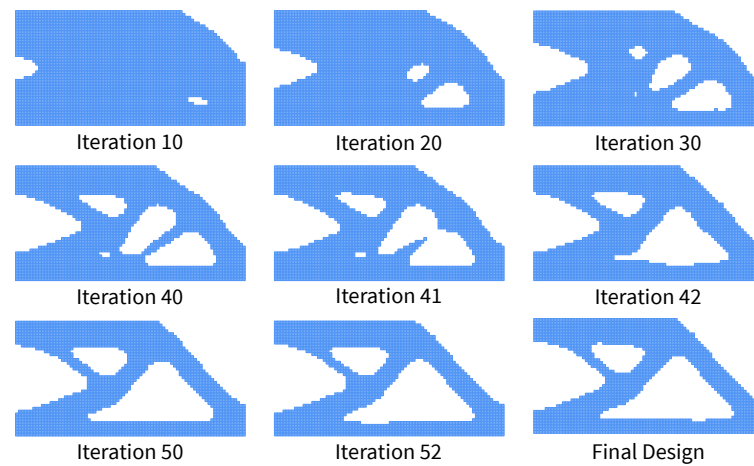 Iteration 10
Iteration 20
Iteration 30
Iteration 40
Iteration 41
Iteration 42
Iteration 50
Iteration 52
Final Design